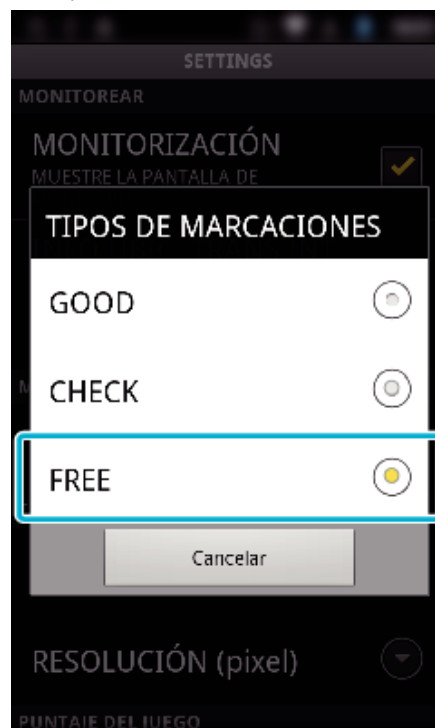 SETTINGS
MONITOREAR
MONITORIZACIÓN
MUESTRE LA PANTALLA DE
TIPOS DE MARCACIONES
GOOD
CHECK
FREE
Cancelar
RESOLUCIÓN (pixel)
PUNTAJE DEL JUEGO